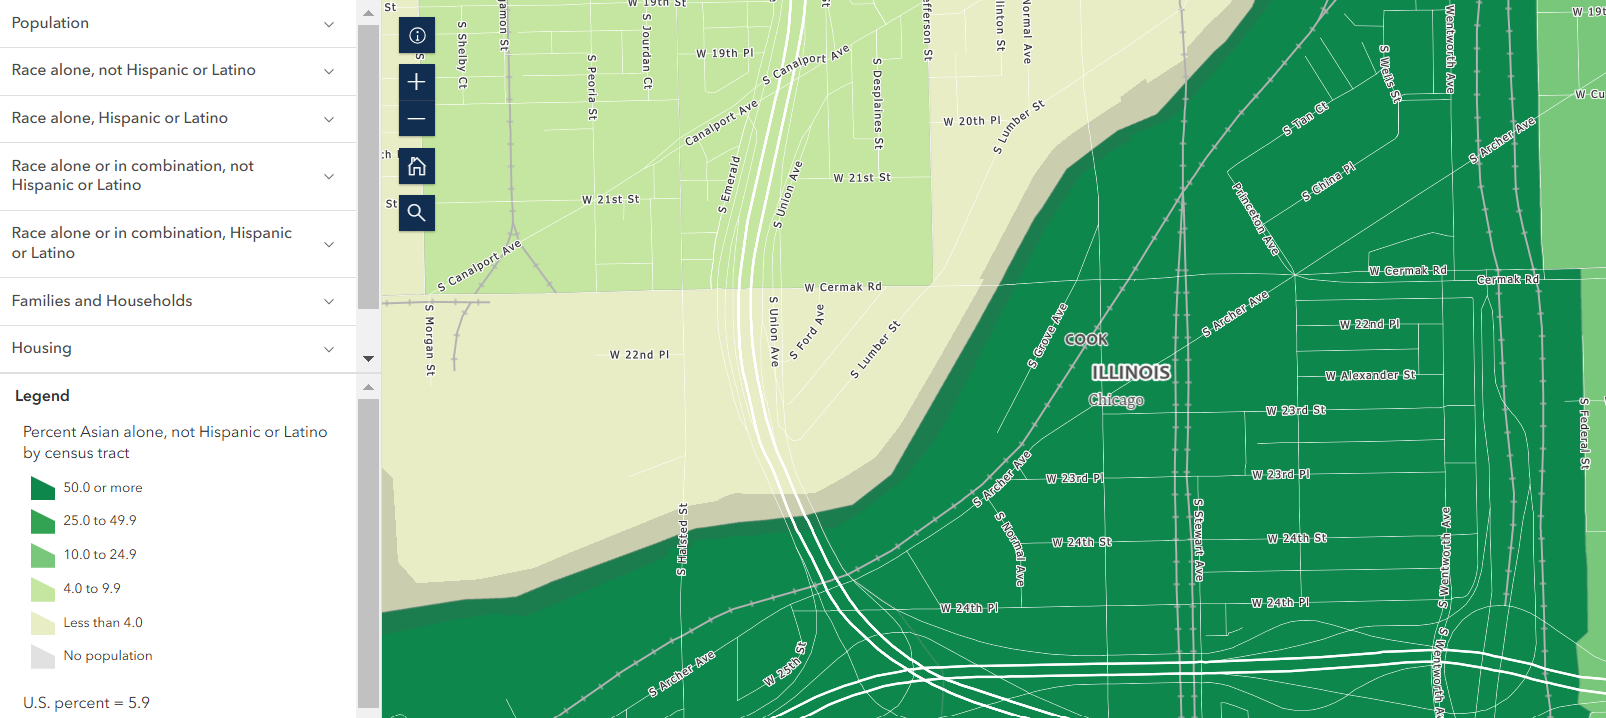 Population
Race alone, not Hispanic or Latino
Race alone, Hispanic or Latino
Race alone or in combination, not
Hispanic or Latino
Race alone or in combination, Hispanic
or Latino
Families and Households
Housing
Legend
Percent Asian alone, not Hispanic or Latino
by census tract
50.0 or more
25.0 to 49.9
10.0 to 24.9
4.0 to 9.9
Less than 4.0
No population
U.S. percent = 5.9
St
W 19th St
S Shelby Ct
S Peoria St
S Jourdan Ct
W 19th Pl
S Canalport Ave
Canalport Ave
S Desplaines St
W 20th Pl
S Lumber St
Normal Ave
S Wells St
Wentworth Ave
S Tan Ct
S Archer Ave
S China Pl
Princeton Ave
St
W 21st St
S Emerald
S Union Ave
W 21st St
S Canalport Ave
W Cermak Rd
W Cermak Rd
Cermak Rd
S Morgan St
W 22nd Pl
S Union Ave
S Ford Ave
S Lumber St
S Grove Ave
COOK
ILLINOIS
Chicago
S Archer Ave
W 22nd Pl
W Alexander St
W 23rd St
S Federal St
S Archer Ave
W 23rd Pl
W 23rd Pl
S Halsted St
S Normal Ave
W 24th St
S Stewart Ave
W 24th St
S Wentworth Ave
W 24th Pl
W 24th Pl
S Archer Ave
W 25th St
S Wentworth A